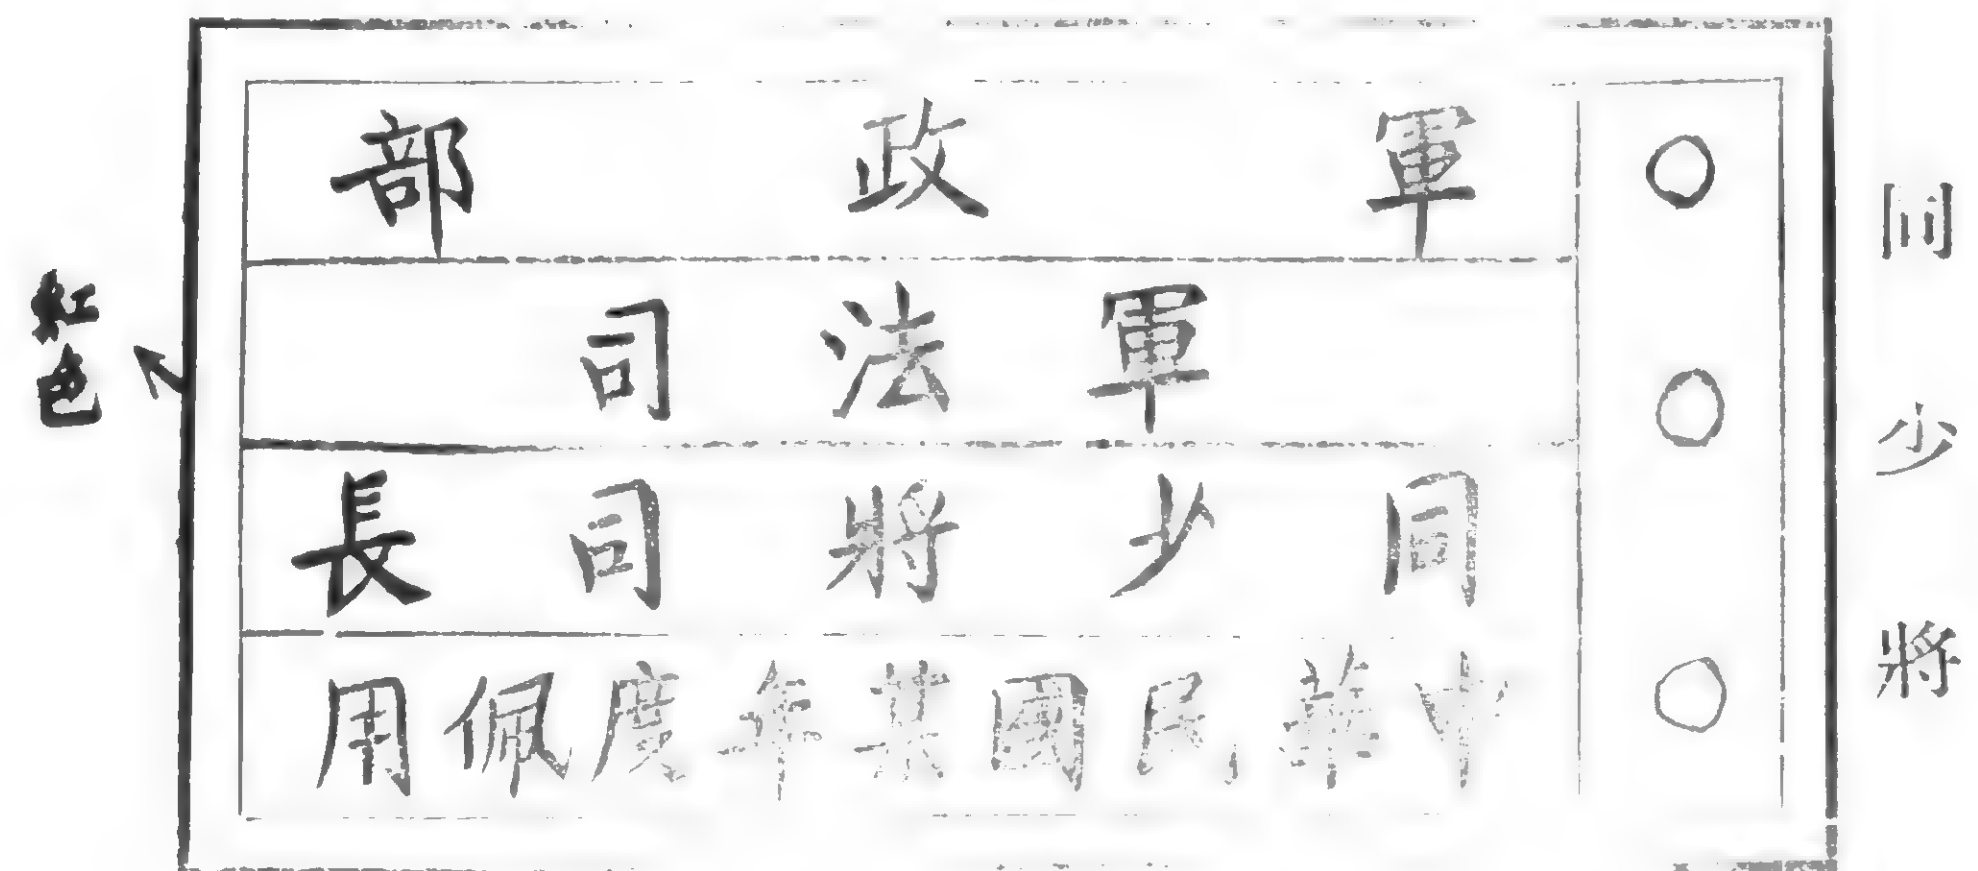 同少將
軍政部
軍法司
同少將司長
中華民國某年度佩用
紅色